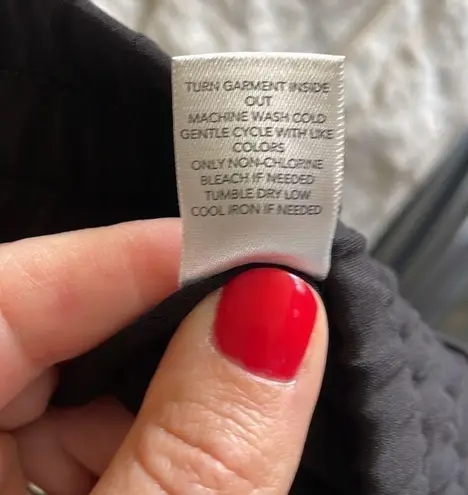 TURN GARMENT INSIDE
OUT
MACHINE WASH COLD
GENTLE CYCLE WITH LIKE
COLORS
ONLY NON-CHLORINE
BLEACH IF NEEDED
TUMBLE DRY LOW
COOL IRON IF NEEDED